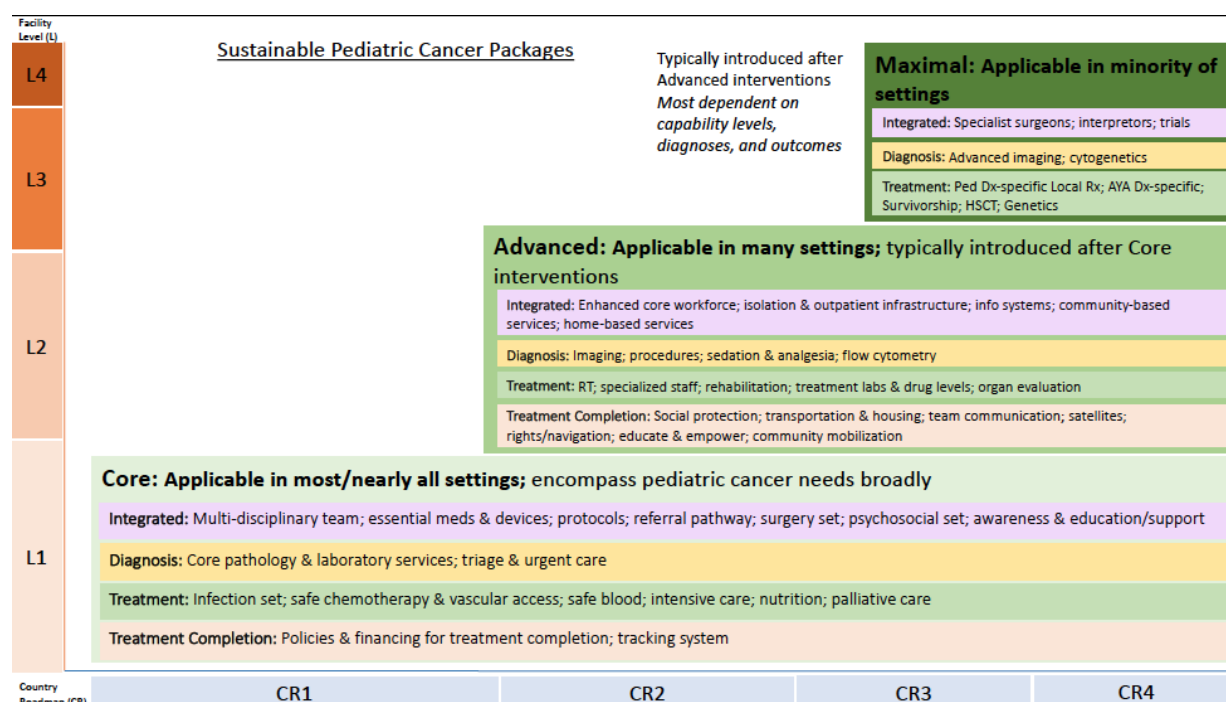 Facility
Level (L)
Sustainable Pediatric Cancer Packages
L4
L3
L2
L1
Typically introduced after
Advanced interventions
Most dependent on
capability levels,
diagnoses, and outcomes
Maximal: Applicable in minority of
settings
Integrated: Specialist surgeons; interpretors; trials
Diagnosis: Advanced imaging; cytogenetics
Treatment: Ped Dx-specific Local Rx; AYA Dx-specific;
Survivorship; HSCT; Genetics
Advanced: Applicable in many settings; typically introduced after Core
interventions
Integrated: Enhanced core workforce; isolation & outpatient infrastructure; info systems; community-based
services; home-based services
Diagnosis: Imaging; procedures; sedation & analgesia; flow cytometry
Treatment: RT; specialized staff; rehabilitation; treatment labs & drug levels; organ evaluation
Treatment Completion: Social protection; transportation & housing; team communication; satellites;
rights/navigation; educate & empower; community mobilization
Core: Applicable in most/nearly all settings; encompass pediatric cancer needs broadly
Integrated: Multi-disciplinary team; essential meds & devices; protocols; referral pathway; surgery set; psychosocial set; awareness & education/support
Diagnosis: Core pathology & laboratory services; triage & urgent care
Treatment: Infection set; safe chemotherapy & vascular access; safe blood; intensive care; nutrition; palliative care
Treatment Completion: Policies & financing for treatment completion; tracking system
Country
Roadmap (CR)
CR1
CR2
CR3
CR4